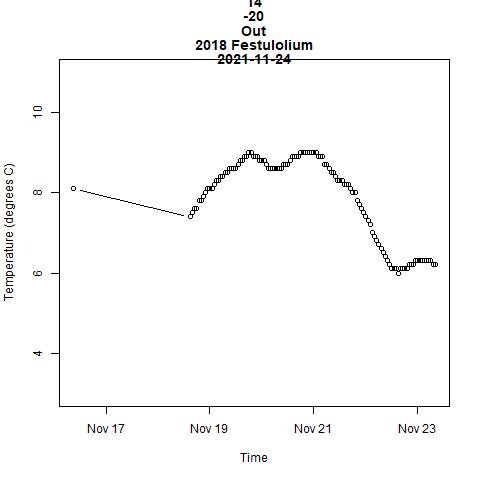 14
-20
Out
2018 Festulolium
2021-11-24
10
8
6
4
Temperature (degrees C)
Nov 17 Nov 19 Nov 21 Nov 23
Time